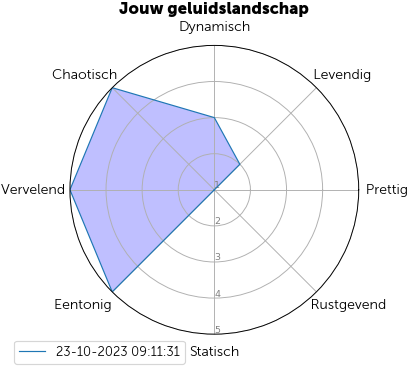 Jouw geluidslandschap
Dynamisch
Chaotisch
Levendig
Vervelend
Prettig
1
2
3
4
5
Eentonig
Rustgevend
Statisch
23-10-2023 09:11:31